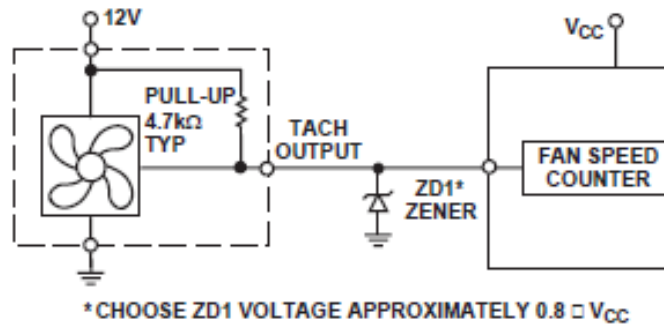 12V
VCC
PULL-UP
4.7kΩ
TYP
TACH
OUTPUT
ZD1*
ZENER
FAN SPEED
COUNTER
*CHOOSE ZD1 VOLTAGE APPROXIMATELY 0.8 □ VCC